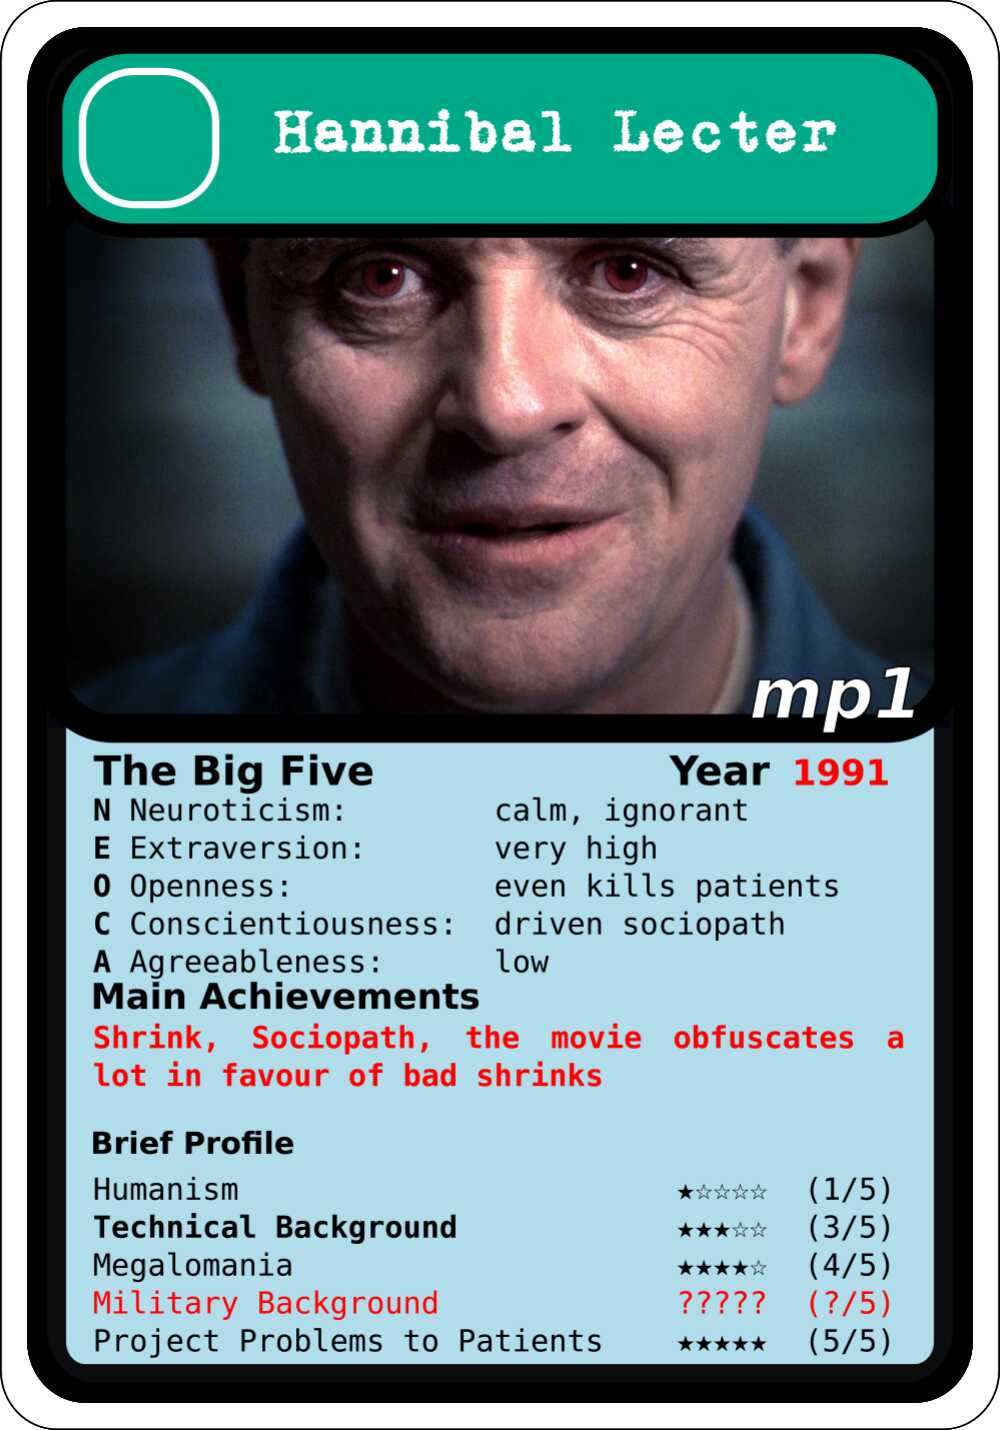 Hannibal Lecter
mp1
The Big Five Year 1991
N Neuroticism: calm, ignorant
E Extraversion: very high
O Openness: even kills patients
C Conscientiousness: driven sociopath
A Agreeableness: low
Main Achievements
Shrink, Sociopath, the movie obfuscates a
lot in favour of bad shrinks
Brief Profile
Humanism ★☆☆☆☆ (1/5)
Technical Background ★★★☆☆ (3/5)
Megalomania ★★★★☆ (4/5)
Military Background ????? (?/5)
Project Problems to Patients ★★★★★ (5/5)